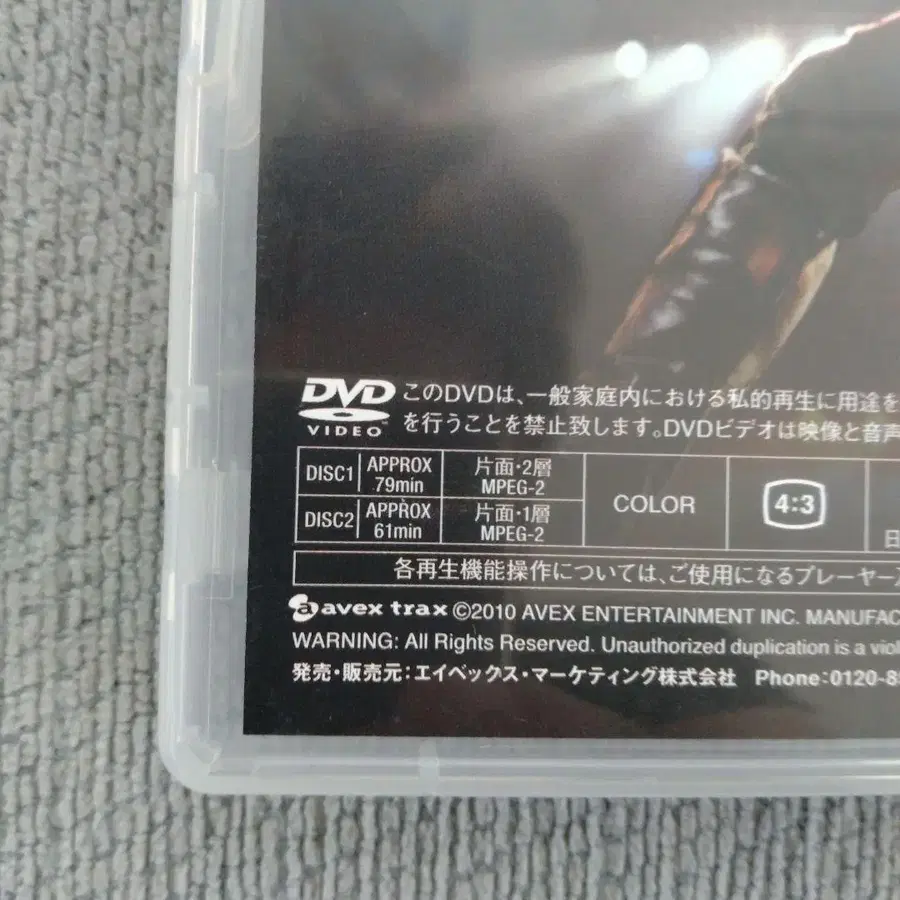 DVD VIDEO
このDVDは、一般家庭内における私的再生に用途を
を行うことを禁止致します。DVDビデオは映像と音声
DISC1 APPROX 79min 片面・2層 MPEG-2
DISC2 APPROX 61min 片面・1層 MPEG-2
COLOR
4:3
日
各再生機能操作については、ご使用になるプレーヤー
avex trax ©2010 AVEX ENTERTAINMENT INC. MANUFAC
WARNING: All Rights Reserved. Unauthorized duplication is a viol
発売・販売元:エイベックス・マーケティング株式会社 Phone:0120-85